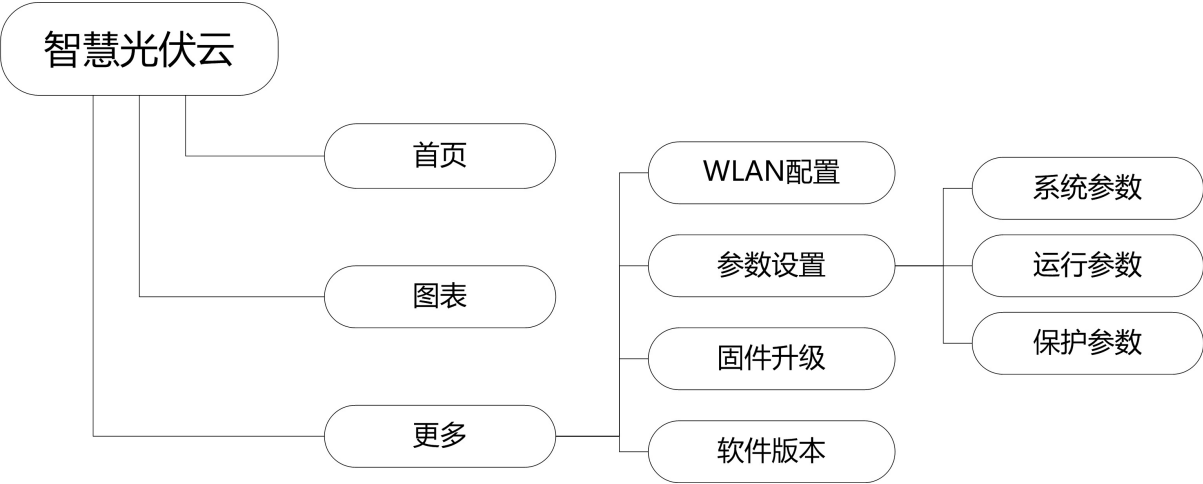 智慧光伏云
首页
图表
更多
WLAN配置
参数设置
固件升级
软件版本
系统参数
运行参数
保护参数